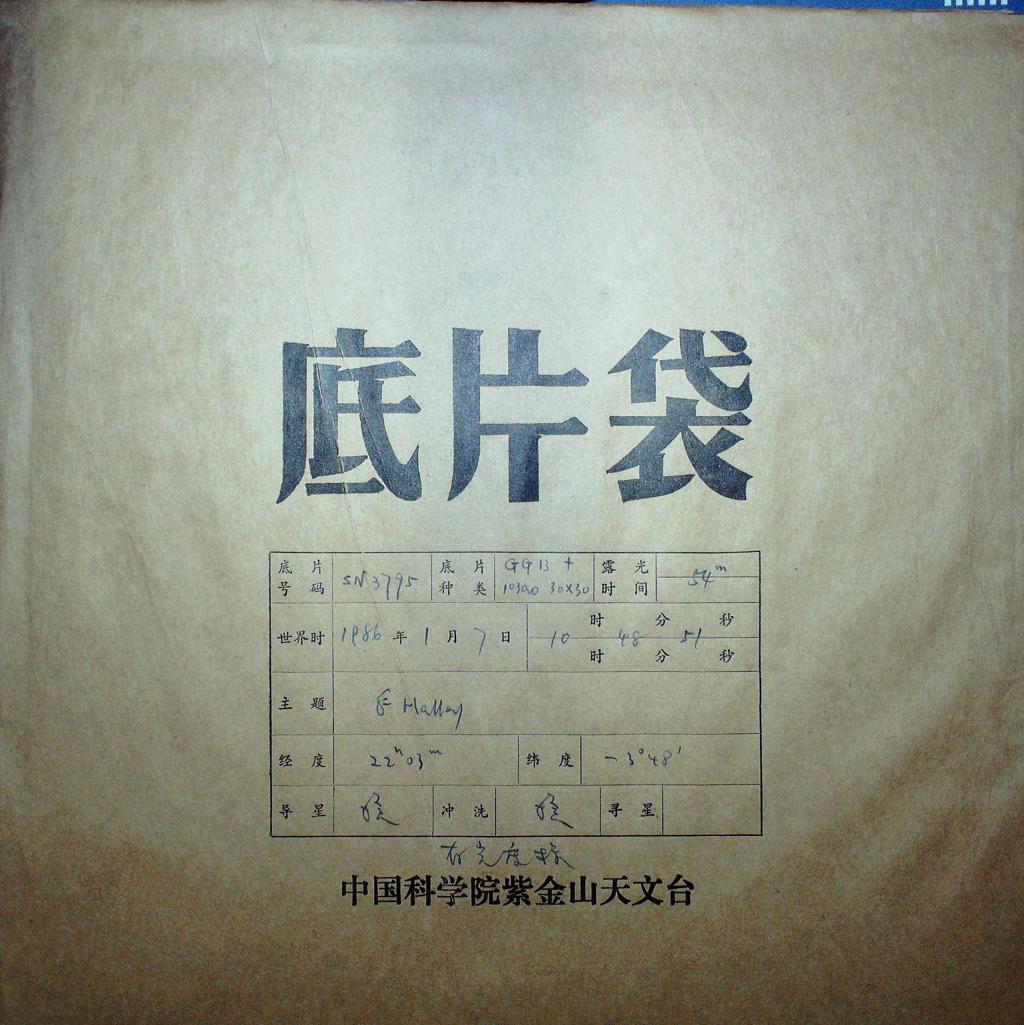 底片袋
底片号码 SN3795 底片种类 GG13 + 103a0 30X30 露光时间 54ᵐ
世界时 1986 年 1 月 7 日 10 时 48 分 51 秒
时 分 秒
主题 Halley
经度 22ʰ03ᵐ 纬度 -3°48'
导星 冲洗 寻星
中国科学院紫金山天文台